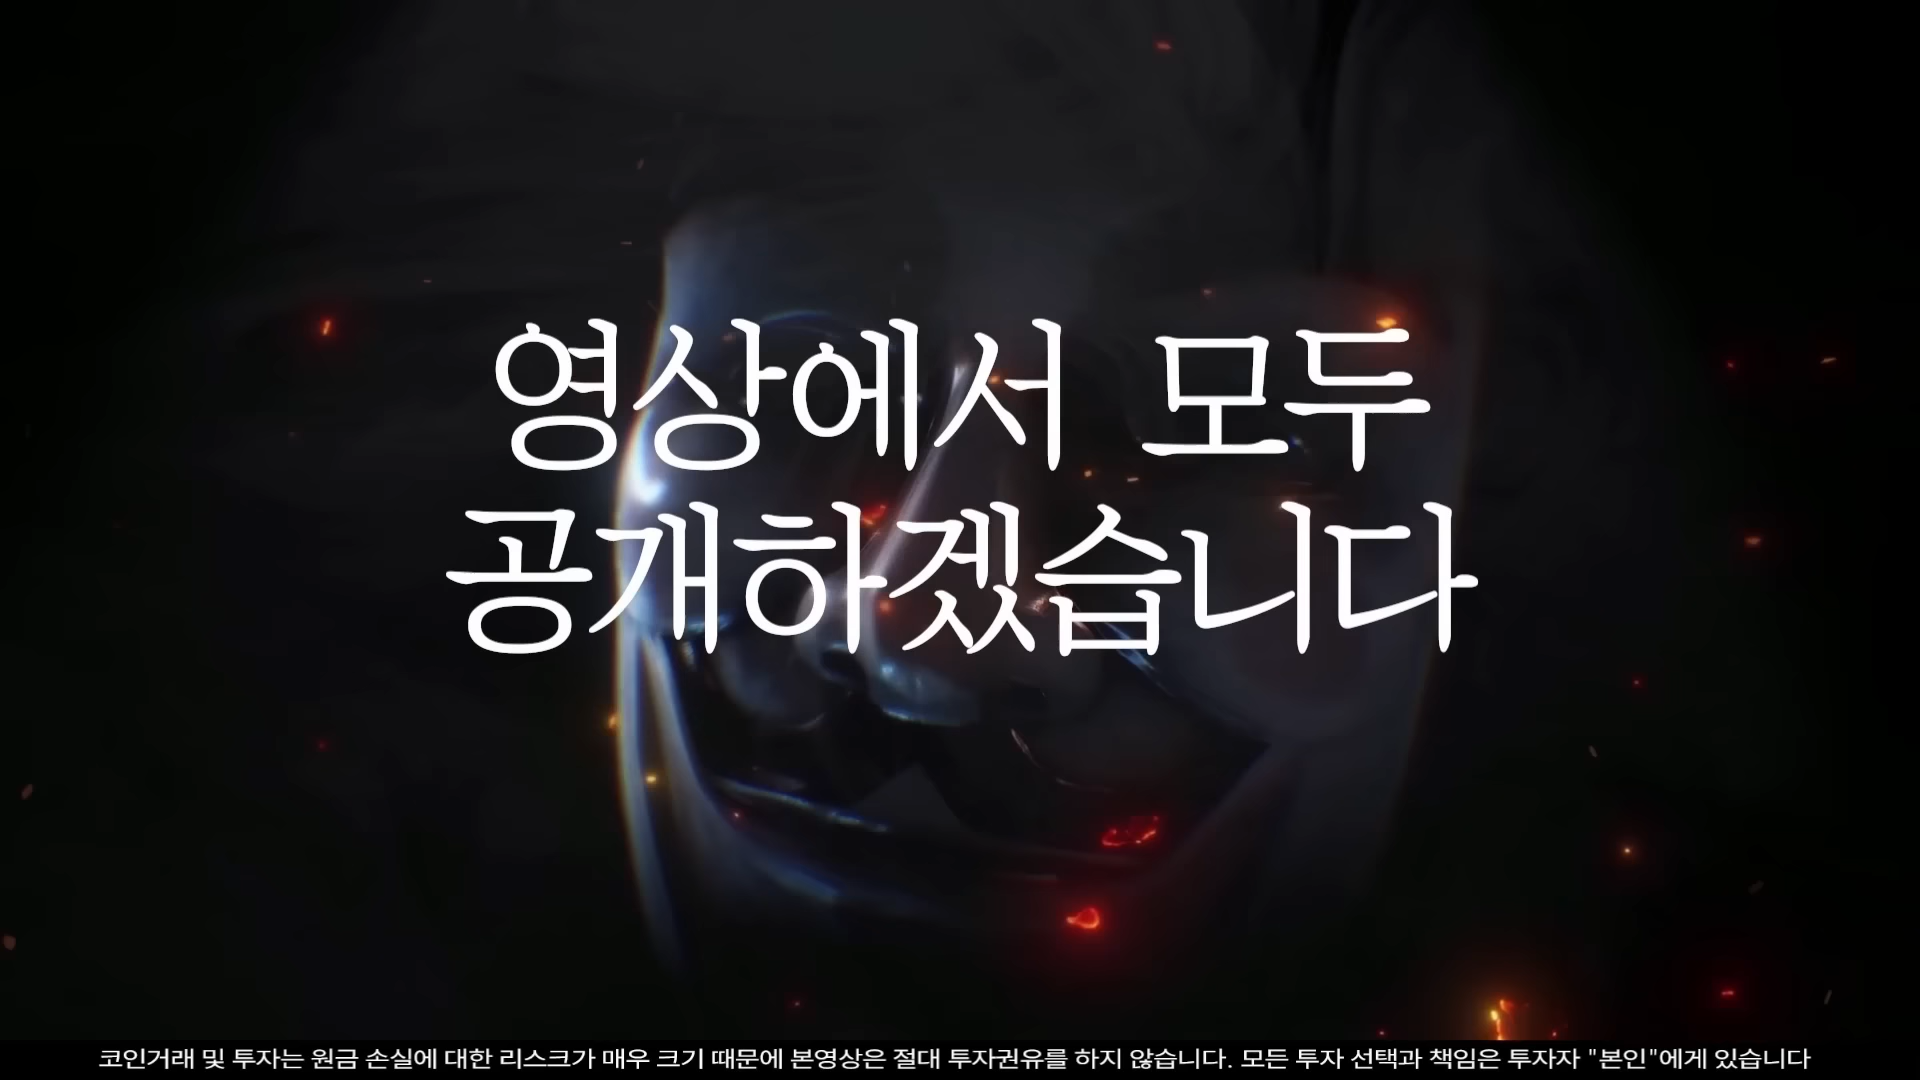 영상에서 모두
공개하겠습니다
코인거래 및 투자는 원금 손실에 대한 리스크가 매우 크기 때문에 본영상은 절대 투자권유를 하지 않습니다. 모든 투자 선택과 책임은 투자자 "본인"에게 있습니다